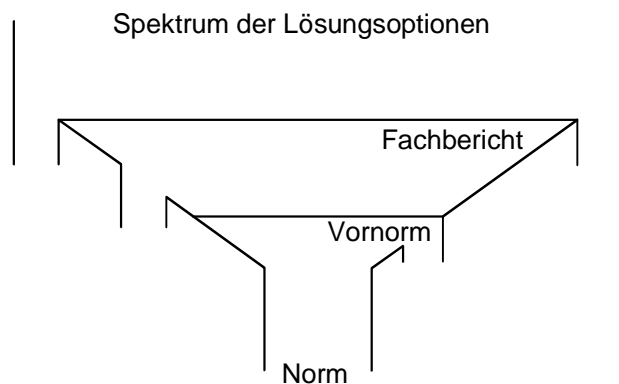 Spektrum der Lösungsoptionen
Fachbericht
Vornorm
Norm